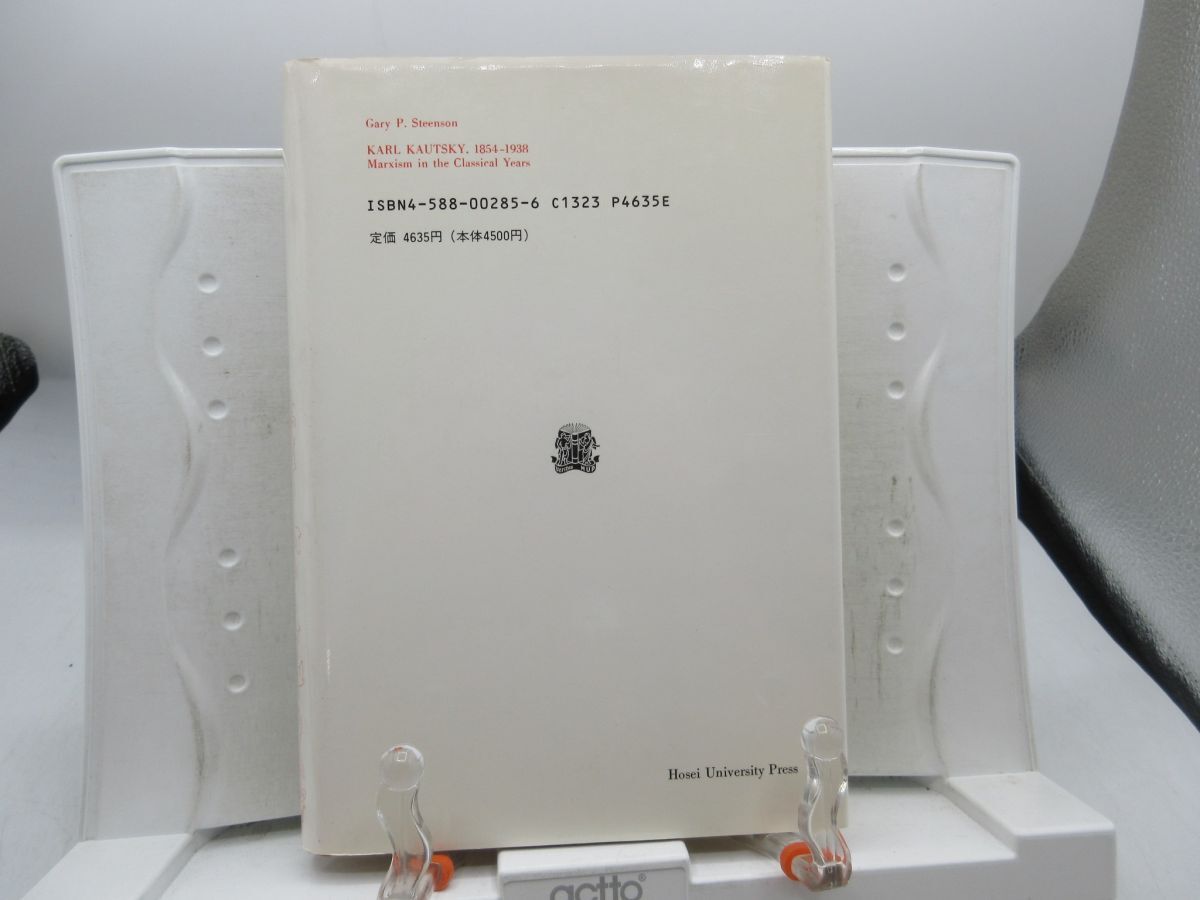 Gary P. Steenson
KARL KAUTSKY, 1854-1938
Marxism in the Classical Years
ISBN4-588-00285-6 C1323 P4635E
定価 4635円（本体4500円）
HUP
Hosei University Press
actto